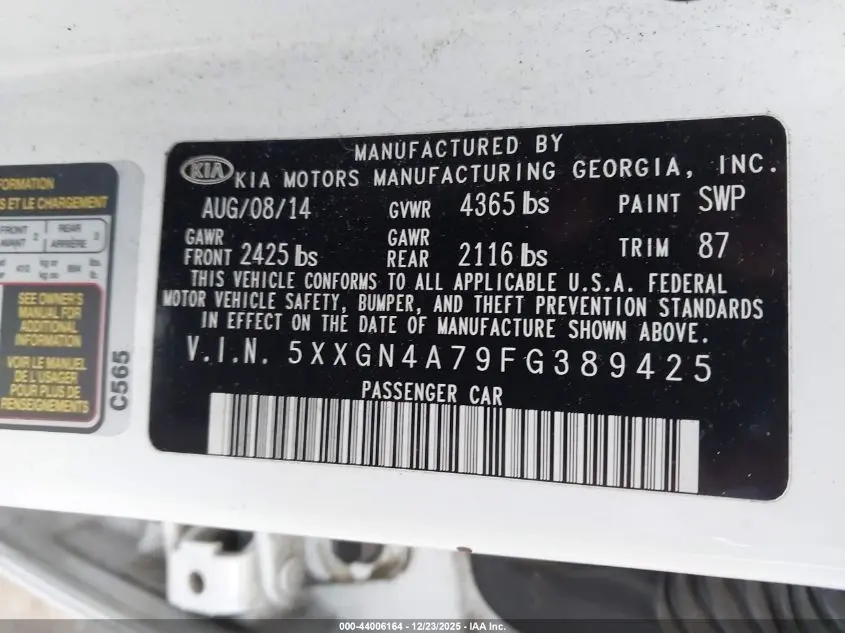 MANUFACTURED BY
KIA KIA MOTORS MANUFACTURING GEORGIA, INC.
AUG/08/14 GVWR 4365 lbs PAINT SWP
GAWR FRONT 2425 lbs GAWR REAR 2116 lbs TRIM 87
THIS VEHICLE CONFORMS TO ALL APPLICABLE U.S.A. FEDERAL
MOTOR VEHICLE SAFETY, BUMPER, AND THEFT PREVENTION STANDARDS
IN EFFECT ON THE DATE OF MANUFACTURE SHOWN ABOVE.
V.I.N. 5XXGN4A79FG389425
PASSENGER CAR
ET LE CHARGEMENT
FRONT
AVANT 2
REAR
ARRIÈRE 3
SEE OWNER'S
MANUAL FOR
ADDITIONAL
INFORMATION
VOIR LE MANUEL
DE L'USAGER
POUR PLUS DE
RENSEIGNEMENTS
C565
000-44006164 - 12/23/2025 - IAA Inc.